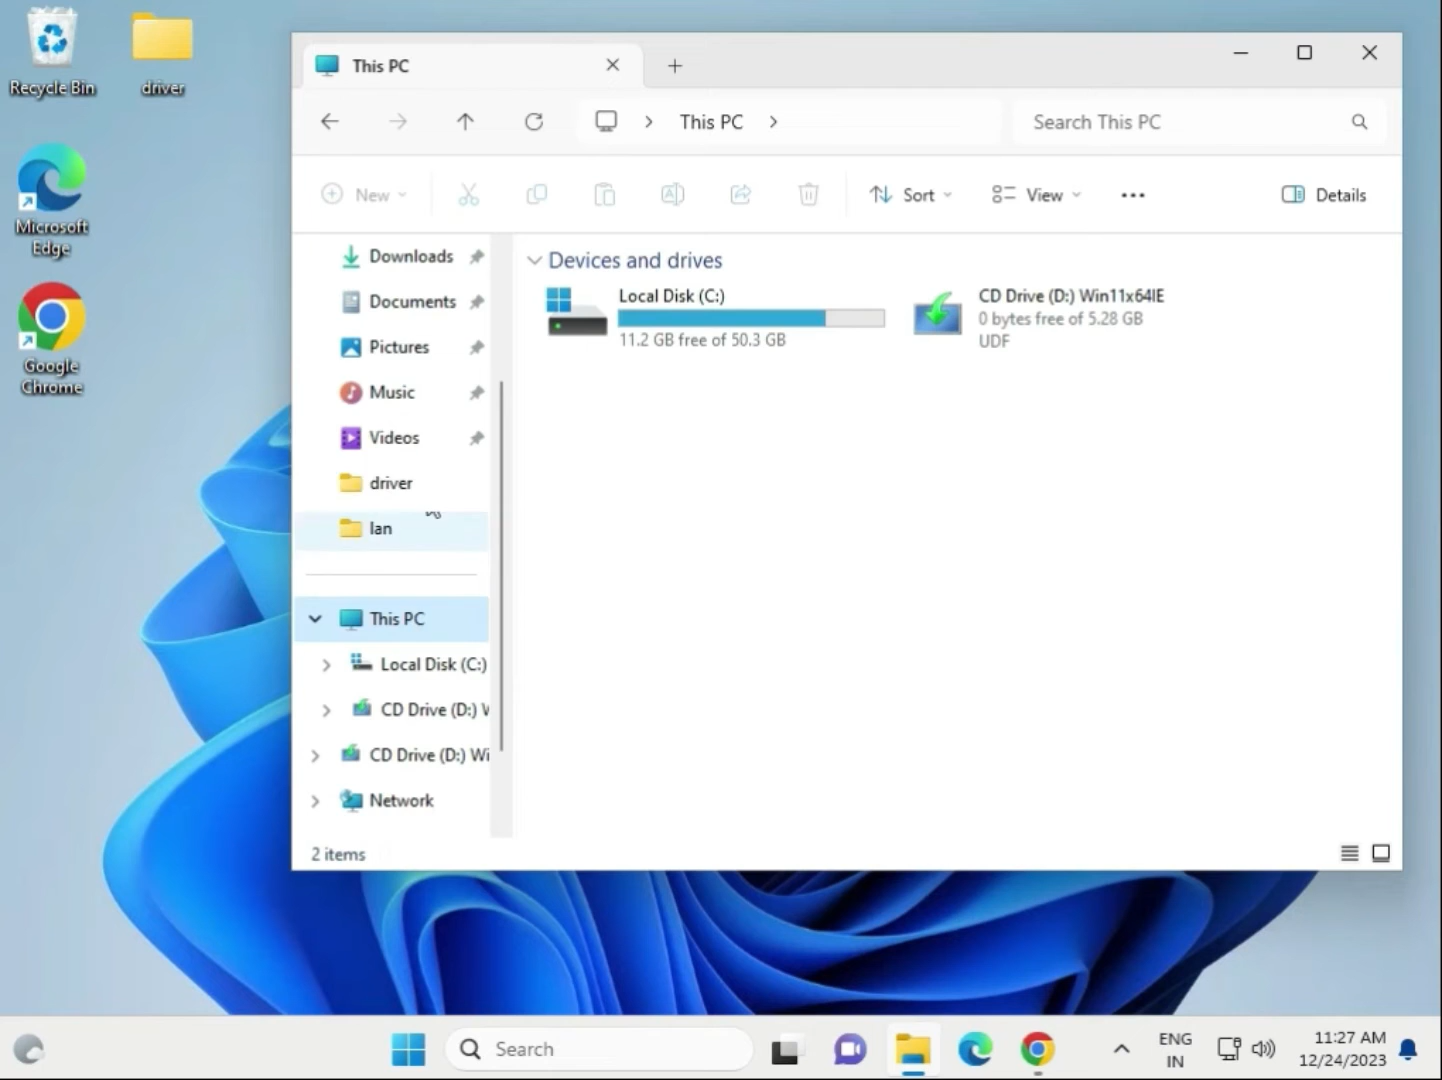 Recycle Bin
driver
Microsoft
Edge
Google
Chrome
This PC
This PC
Search This PC
New
Sort
View
Details
Downloads
Documents
Pictures
Music
Videos
driver
lan
This PC
Local Disk (C:)
CD Drive (D:) W
CD Drive (D:) Wi
Network
Devices and drives
Local Disk (C:)
11.2 GB free of 50.3 GB
CD Drive (D:) Win11x64IE
0 bytes free of 5.28 GB
UDF
2 items
Search
ENG
IN
11:27 AM
12/24/2023